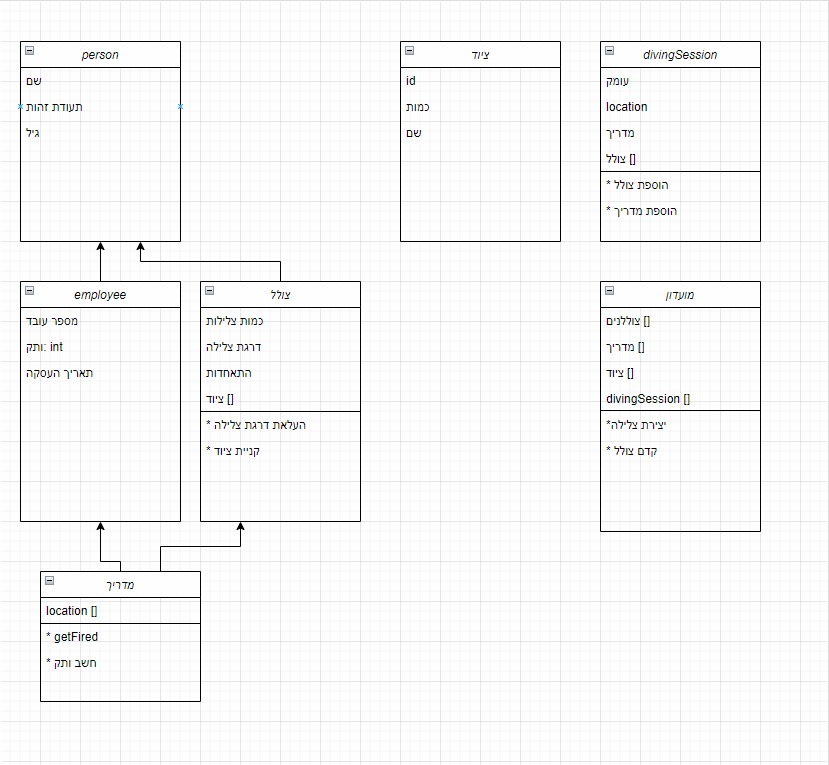 person
שם
תעודת זהות
גיל
ציוד
id
כמות
שם
divingSession
עומק
location
מדריך
צולל []
* הוספת צולל
* הוספת מדריך
employee
מספר עובד
ותק: int
תאריך העסקה
צולל
כמות צלילות
דרגת צלילה
התאחדות
ציוד []
* העלאת דרגת צלילה
* קניית ציוד
מועדון
צוללנים []
מדריך []
ציוד []
divingSession []
*יצירת צלילה
* קדם צולל
מדריך
location []
* getFired
* חשב ותק